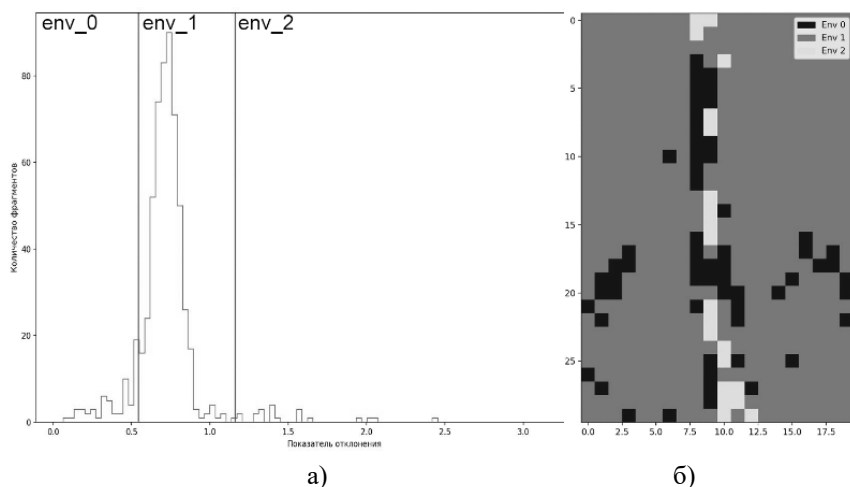 env_0 env_1 env_2
80
60
40
20
0
0.0 0.5 1.0 1.5 2.0 2.5 3.0
Количество фрагментов
Показатель отклонения
а)
Env 0
Env 1
Env 2
0
5
10
15
20
25
0.0 2.5 5.0 7.5 10.0 12.5 15.0 17.5
б)